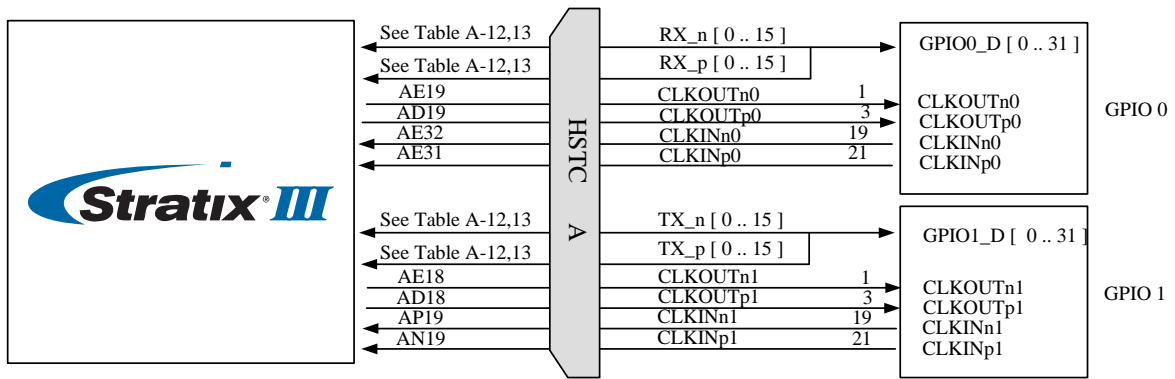 See Table A-12,13 RX_n [ 0 .. 15 ]
GPIO0_D [ 0 .. 31 ]
See Table A-12,13 RX_p [ 0 .. 15 ]
AE19 CLKOUTn0 1 CLKOUTn0
AD19 CLKOUTp0 3 CLKOUTp0
AE32 CLKINn0 19 CLKINn0
AE31 CLKINp0 21 CLKINp0
GPIO 0
HSTC A
Stratix® III
See Table A-12,13 TX_n [ 0 .. 15 ]
GPIO1_D [ 0 .. 31 ]
See Table A-12,13 TX_p [ 0 .. 15 ]
AE18 CLKOUTn1 1 CLKOUTn1
AD18 CLKOUTp1 3 CLKOUTp1
AP19 CLKINn1 19 CLKINn1
AN19 CLKINp1 21 CLKINp1
GPIO 1